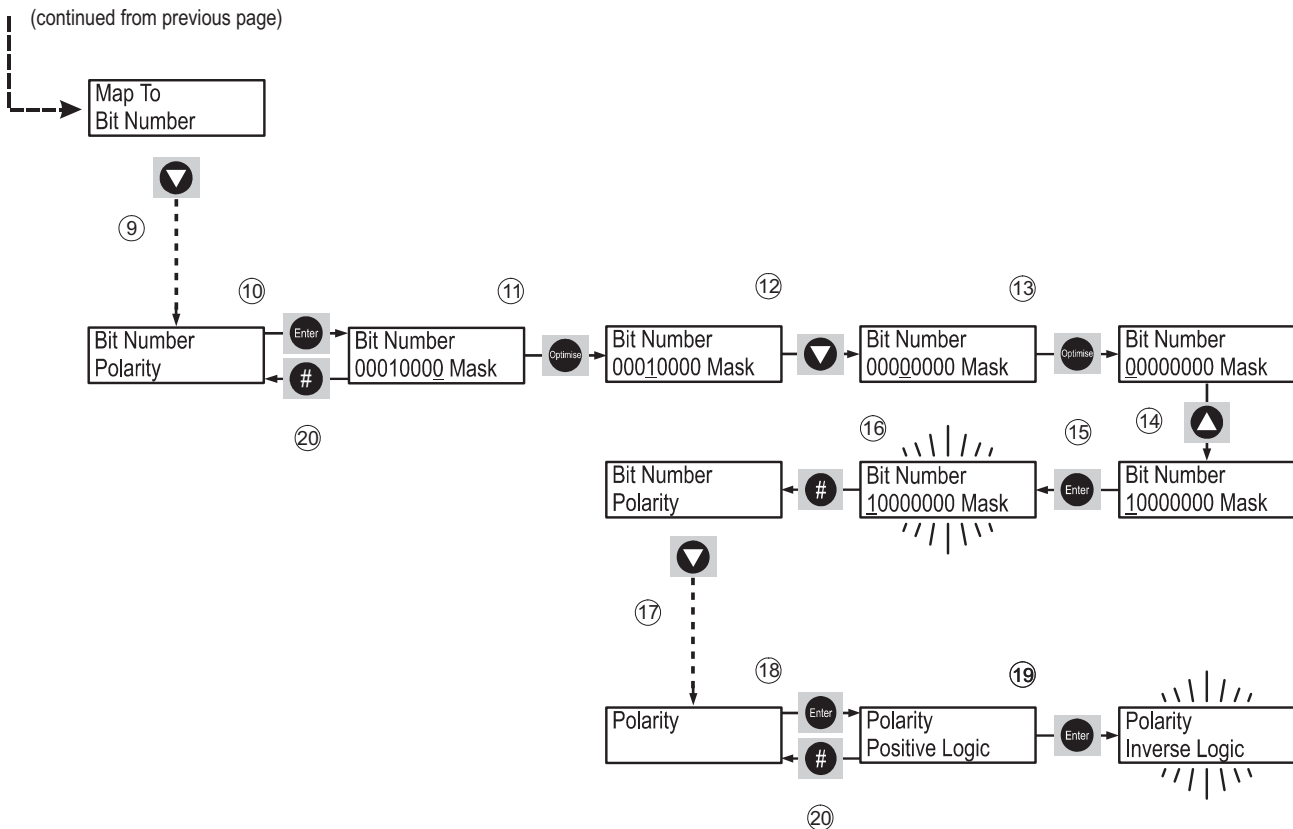 (continued from previous page)
Map To
Bit Number
9
10
11
12
13
Bit Number
Polarity
Enter
#
Bit Number
00010000 Mask
Optimise
Bit Number
00010000 Mask
Bit Number
00000000 Mask
Optimise
Bit Number
00000000 Mask
20
14
15
16
Bit Number
Polarity
#
Bit Number
10000000 Mask
Enter
Bit Number
10000000 Mask
17
18
19
Polarity
Enter
#
Polarity
Positive Logic
Enter
Polarity
Inverse Logic
20